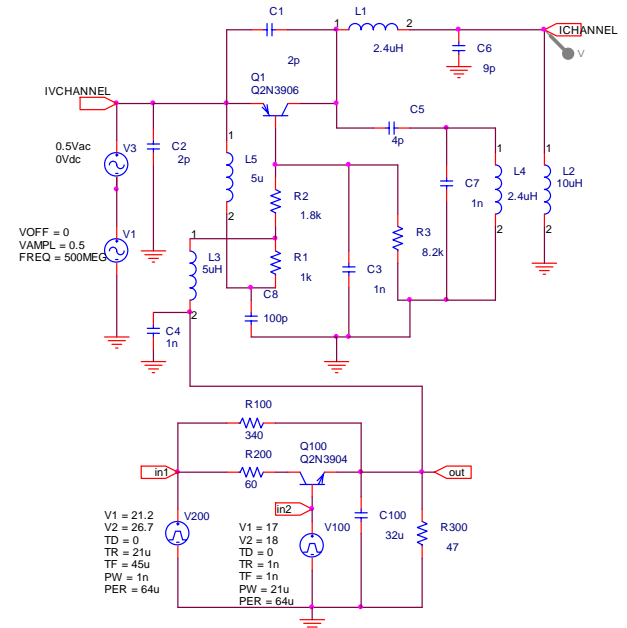 C1
2p
1
L1
2
2.4uH
ICHANNEL
V
C6
9p
Q1
Q2N3906
IVCHANNEL
C5
4p
V3
0.5Vac
0Vdc
C2
2p
1
L5
5u
2
C7
1n
1
L4
2.4uH
2
1
L2
10uH
2
R2
1.8k
R3
8.2k
VOFF = 0
VAMPL = 0.5
FREQ = 500MEG
V1
1
L3
5uH
2
R1
1k
C3
1n
C8
100p
C4
1n
R100
340
R200
60
Q100
Q2N3904
in1
out
in2
V1 = 21.2
V2 = 26.7
TD = 0
TR = 21u
TF = 45u
PW = 1n
PER = 64u
V200
V1 = 17
V2 = 18
TD = 0
TR = 1n
TF = 1n
PW = 21u
PER = 64u
V100
C100
32u
R300
47